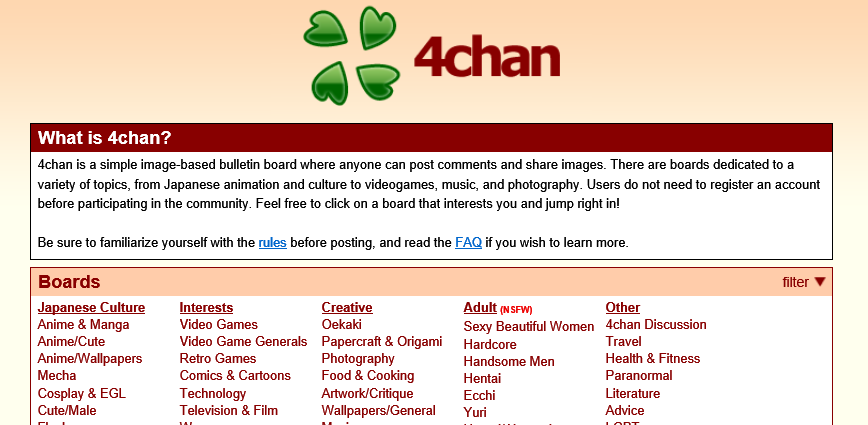 4chan
What is 4chan?
4chan is a simple image-based bulletin board where anyone can post comments and share images. There are boards dedicated to a
variety of topics, from Japanese animation and culture to videogames, music, and photography. Users do not need to register an account
before participating in the community. Feel free to click on a board that interests you and jump right in!
Be sure to familiarize yourself with the rules before posting, and read the FAQ if you wish to learn more.
Boards
filter ▼
Japanese Culture
Anime & Manga
Anime/Cute
Anime/Wallpapers
Mecha
Cosplay & EGL
Cute/Male
Interests
Video Games
Video Game Generals
Retro Games
Comics & Cartoons
Technology
Television & Film
Creative
Oekaki
Papercraft & Origami
Photography
Food & Cooking
Artwork/Critique
Wallpapers/General
Adult (NSFW)
Sexy Beautiful Women
Hardcore
Handsome Men
Hentai
Ecchi
Yuri
Other
4chan Discussion
Travel
Health & Fitness
Paranormal
Literature
Advice